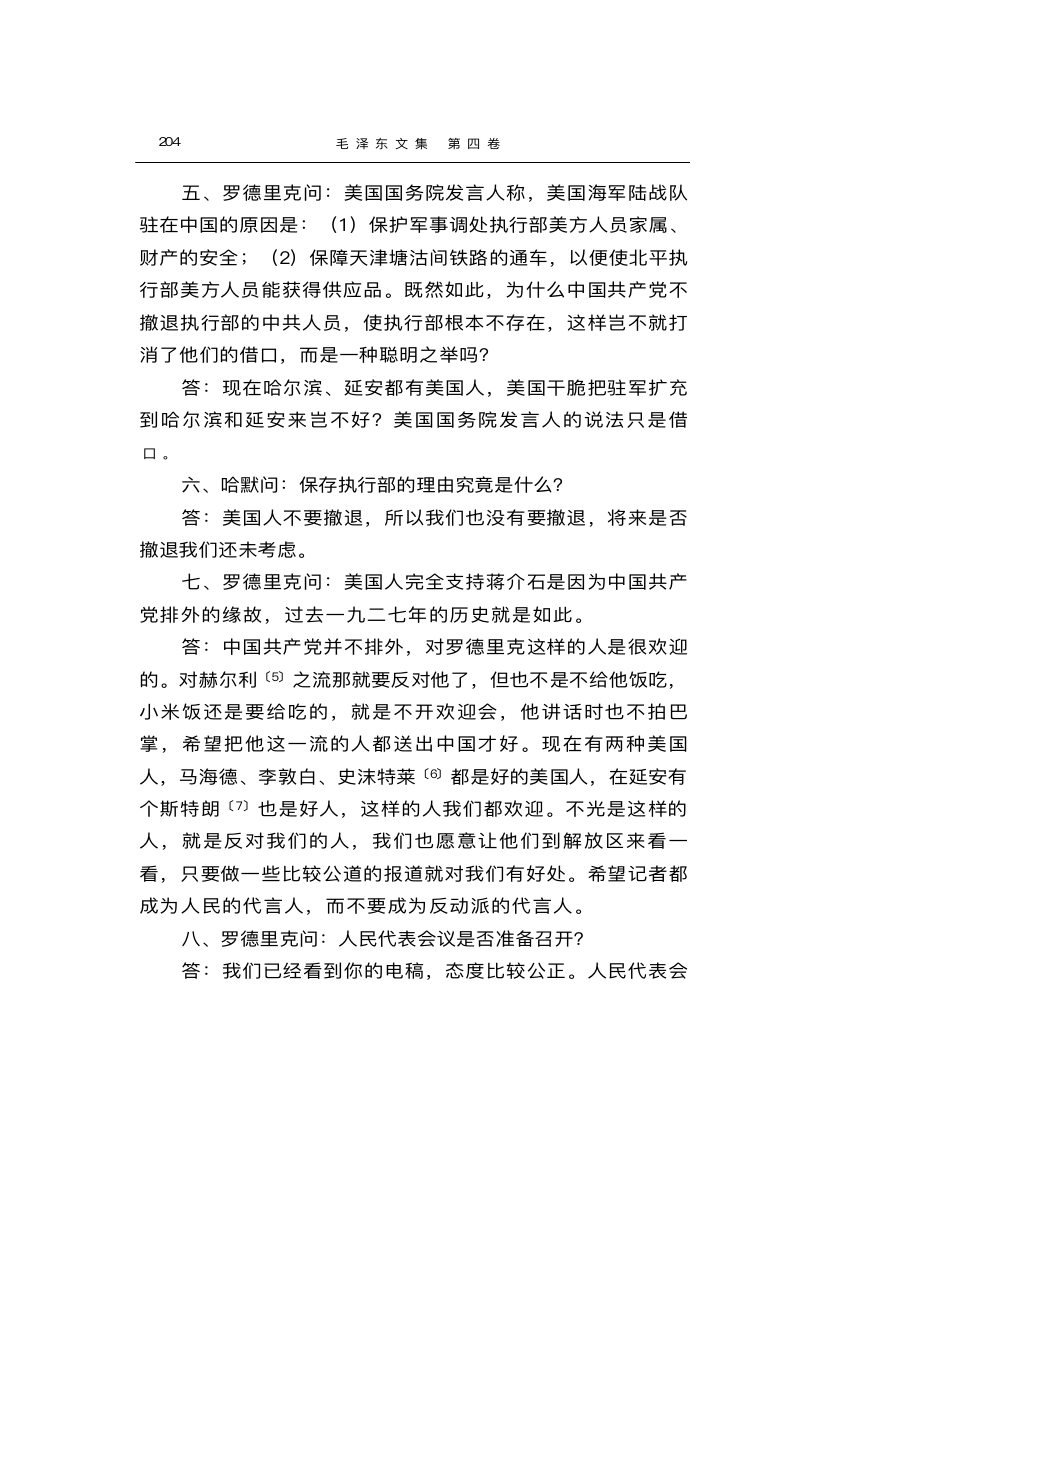 204 毛泽东文集 第四卷
五、罗德里克问：美国国务院发言人称，美国海军陆战队
驻在中国的原因是：（1）保护军事调处执行部美方人员家属、
财产的安全；（2）保障天津塘沽间铁路的通车，以便使北平执
行部美方人员能获得供应品。既然如此，为什么中国共产党不
撤退执行部的中共人员，使执行部根本不存在，这样岂不就打
消了他们的借口，而是一种聪明之举吗？
答：现在哈尔滨、延安都有美国人，美国干脆把驻军扩充
到哈尔滨和延安来岂不好？美国国务院发言人的说法只是借
口。
六、哈默问：保存执行部的理由究竟是什么？
答：美国人不要撤退，所以我们也没有要撤退，将来是否
撤退我们还未考虑。
七、罗德里克问：美国人完全支持蒋介石是因为中国共产
党排外的缘故，过去一九二七年的历史就是如此。
答：中国共产党并不排外，对罗德里克这样的人是很欢迎
的。对赫尔利〔5〕之流那就要反对他了，但也不是不给他饭吃，
小米饭还是要给吃的，就是不开欢迎会，他讲话时也不拍巴
掌，希望把他这一流的人都送出中国才好。现在有两种美国
人，马海德、李敦白、史沫特莱〔6〕都是好的美国人，在延安有
个斯特朗〔7〕也是好人，这样的人我们都欢迎。不光是这样的
人，就是反对我们的人，我们也愿意让他们到解放区来看一
看，只要做一些比较公道的报道就对我们有好处。希望记者都
成为人民的代言人，而不要成为反动派的代言人。
八、罗德里克问：人民代表会议是否准备召开？
答：我们已经看到你的电稿，态度比较公正。人民代表会